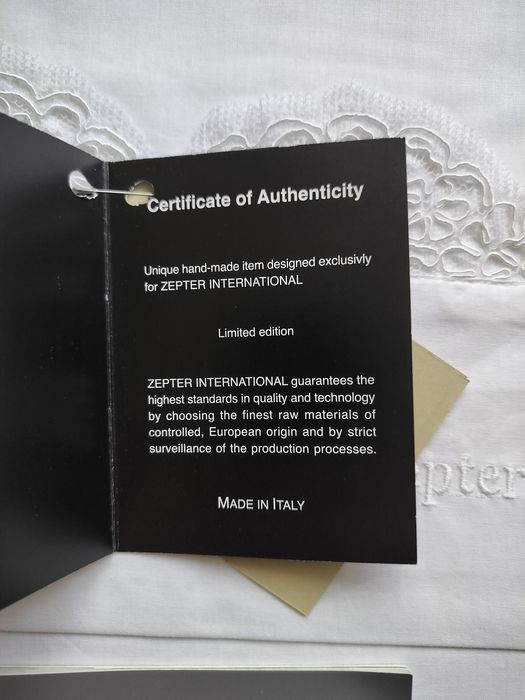 Certificate of Authenticity
Unique hand-made item designed exclusivly
for ZEPTER INTERNATIONAL
Limited edition
ZEPTER INTERNATIONAL guarantees the
highest standards in quality and technology
by choosing the finest raw materials of
controlled, European origin and by strict
surveillance of the production processes.
MADE IN ITALY
epter